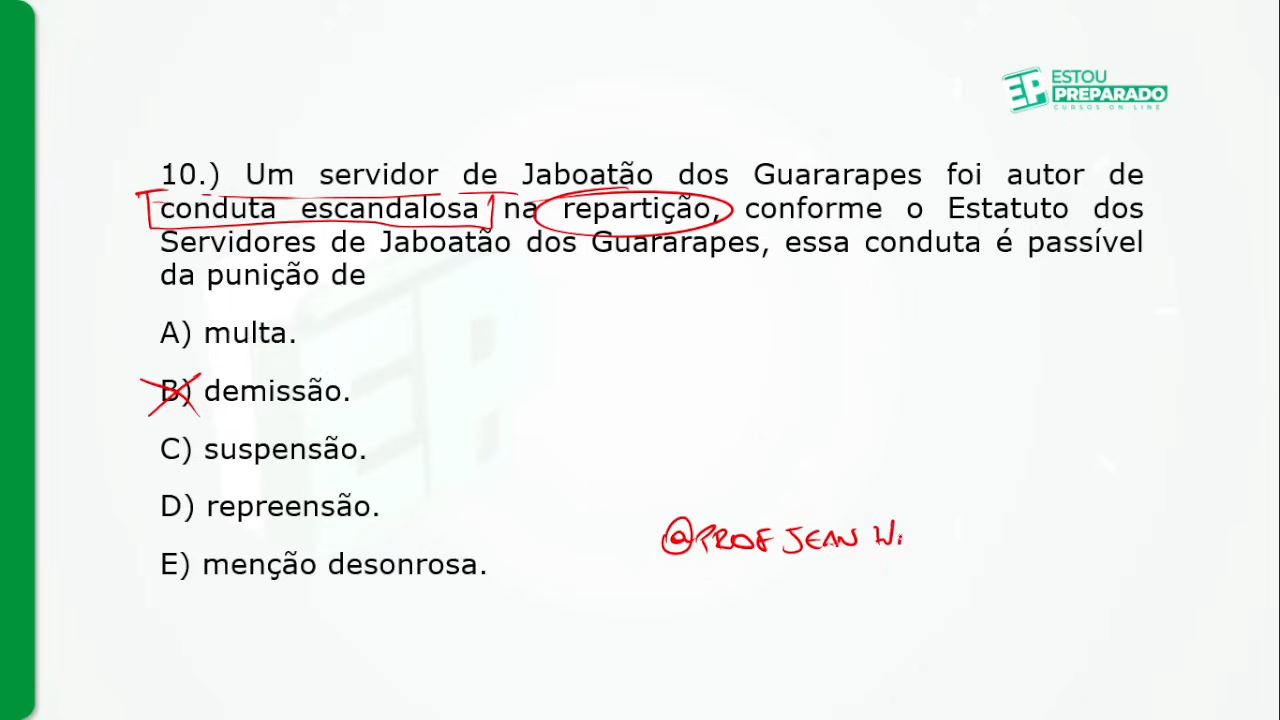 ESTOU
PREPARADO
CURSOS ON LINE
10.) Um servidor de Jaboatão dos Guararapes foi autor de
conduta escandalosa na repartição, conforme o Estatuto dos
Servidores de Jaboatão dos Guararapes, essa conduta é passível
da punição de
A) multa.
B) demissão.
C) suspensão.
D) repreensão.
@PROF JEAN W.
E) menção desonrosa.